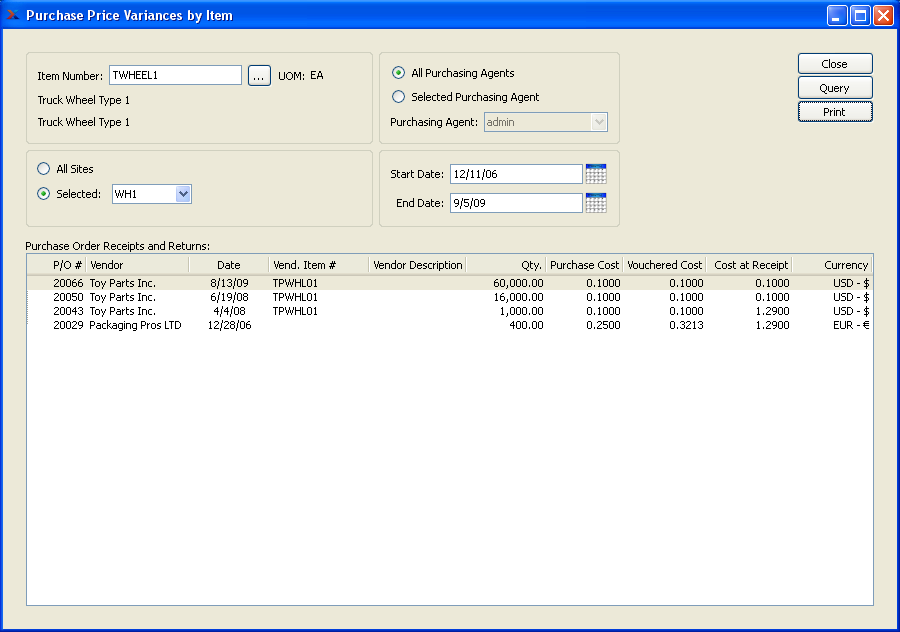 Purchase Price Variances by Item
Item Number: TWHEEL1 ... UOM: EA
Truck Wheel Type 1
Truck Wheel Type 1
All Purchasing Agents
Selected Purchasing Agent
Purchasing Agent: admin
Close
Query
Print
All Sites
Selected: WH1
Start Date: 12/11/06
End Date: 9/5/09
Purchase Order Receipts and Returns:
P/O # Vendor Date Vend. Item # Vendor Description Qty. Purchase Cost Vouchered Cost Cost at Receipt Currency
20066 Toy Parts Inc. 8/13/09 TPWHL01 60,000.00 0.1000 0.1000 0.1000 USD - $
20050 Toy Parts Inc. 6/19/08 TPWHL01 16,000.00 0.1000 0.1000 0.1000 USD - $
20043 Toy Parts Inc. 4/4/08 TPWHL01 1,000.00 0.1000 0.1000 1.2900 USD - $
20029 Packaging Pros LTD 12/28/06 400.00 0.2500 0.3213 1.2900 EUR - €